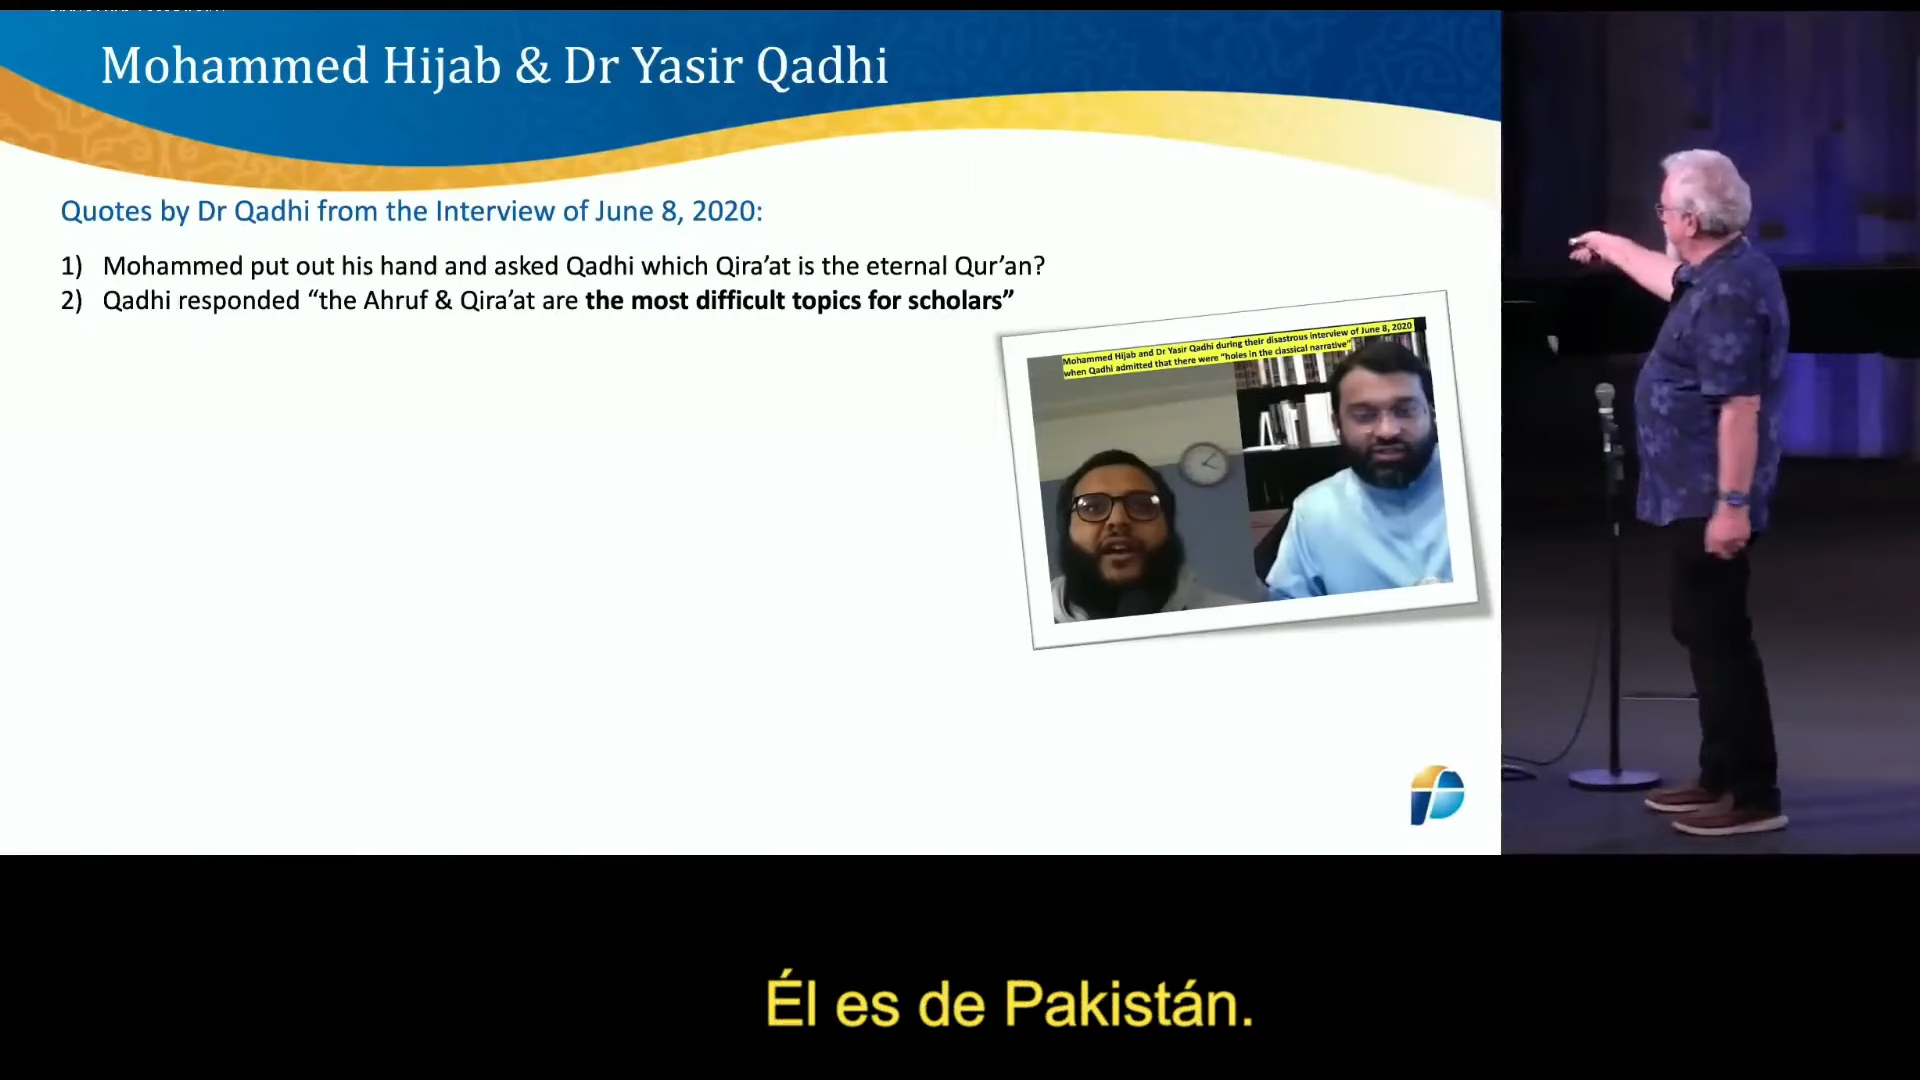 Mohammed Hijab & Dr Yasir Qadhi
Quotes by Dr Qadhi from the Interview of June 8, 2020:
1) Mohammed put out his hand and asked Qadhi which Qira’at is the eternal Qur’an?
2) Qadhi responded “the Ahruf & Qira’at are the most difficult topics for scholars”
Mohammed Hijab and Dr Yasir Qadhi during their disastrous interview of June 8, 2020
when Qadhi admitted that there were “holes in the classical narrative”
Él es de Pakistán.